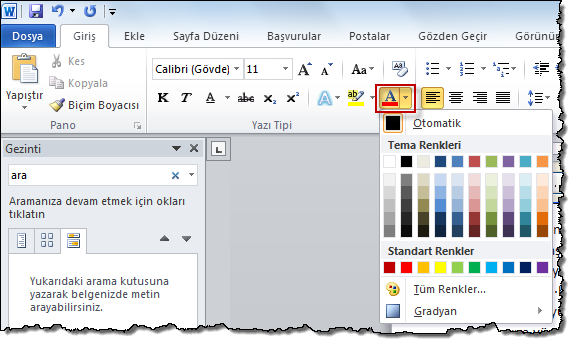 Dosya Giriş Ekle Sayfa Düzeni Başvurular Postalar Gözden Geçir Görünü
Yapıştır
Kes
Kopyala
Biçim Boyacısı
Pano
Calibri (Gövde) 11 A A Aa
K T A abc x₂ x² A ab A
Yazı Tipi
Gezinti
ara
Aramanıza devam etmek için okları
tıklatın
Yukarıdaki arama kutusuna
yazarak belgenizde metin
arayabilirsiniz.
Otomatik
Tema Renkleri
Standart Renkler
Tüm Renkler...
Gradyan